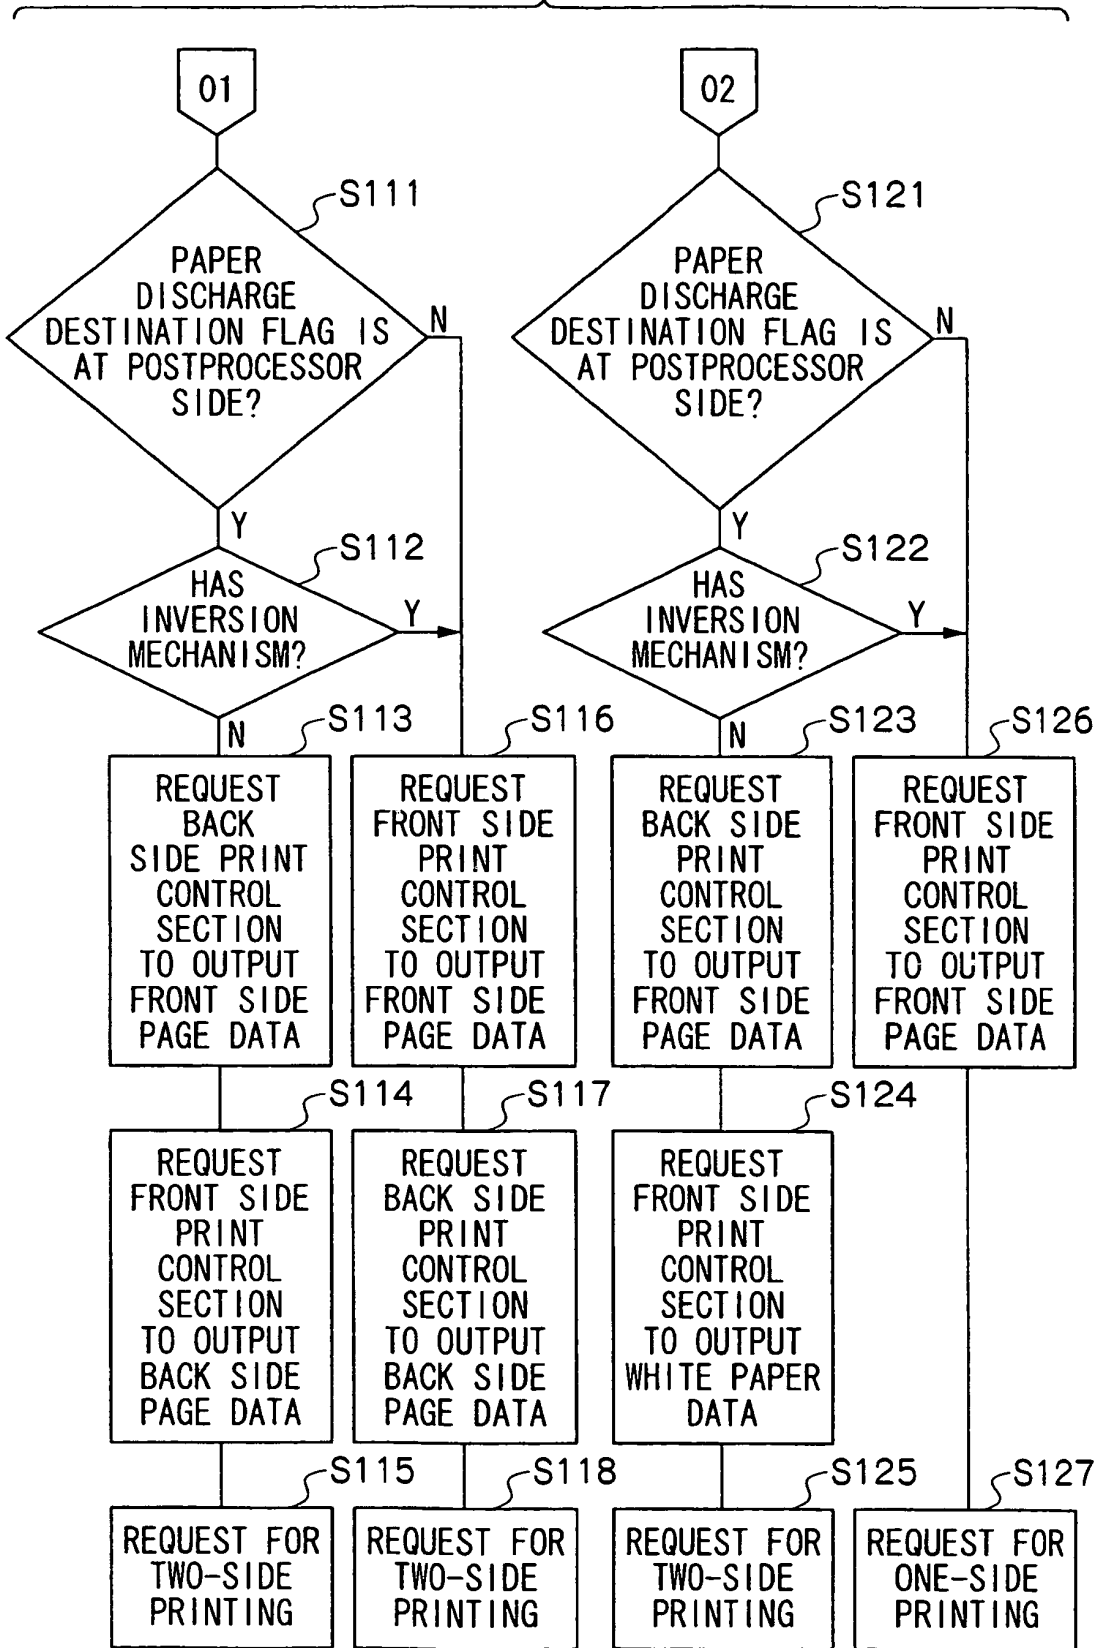 01
S111
PAPER
DISCHARGE
DESTINATION FLAG IS
AT POSTPROCESSOR
SIDE?
N
Y
S112
HAS
INVERSION
MECHANISM?
Y
N
S113
REQUEST
BACK
SIDE PRINT
CONTROL
SECTION
TO OUTPUT
FRONT SIDE
PAGE DATA
S114
REQUEST
FRONT SIDE
PRINT
CONTROL
SECTION
TO OUTPUT
BACK SIDE
PAGE DATA
S115
REQUEST FOR
TWO-SIDE
PRINTING
S116
REQUEST
FRONT SIDE
PRINT
CONTROL
SECTION
TO OUTPUT
FRONT SIDE
PAGE DATA
S117
REQUEST
BACK SIDE
PRINT
CONTROL
SECTION
TO OUTPUT
BACK SIDE
PAGE DATA
S118
REQUEST FOR
TWO-SIDE
PRINTING
02
S121
PAPER
DISCHARGE
DESTINATION FLAG IS
AT POSTPROCESSOR
SIDE?
N
Y
S122
HAS
INVERSION
MECHANISM?
Y
N
S123
REQUEST
BACK SIDE
PRINT
CONTROL
SECTION
TO OUTPUT
FRONT SIDE
PAGE DATA
S124
REQUEST
FRONT SIDE
PRINT
CONTROL
SECTION
TO OUTPUT
WHITE PAPER
DATA
S125
REQUEST FOR
TWO-SIDE
PRINTING
S126
REQUEST
FRONT SIDE
PRINT
CONTROL
SECTION
TO OUTPUT
FRONT SIDE
PAGE DATA
S127
REQUEST FOR
ONE-SIDE
PRINTING